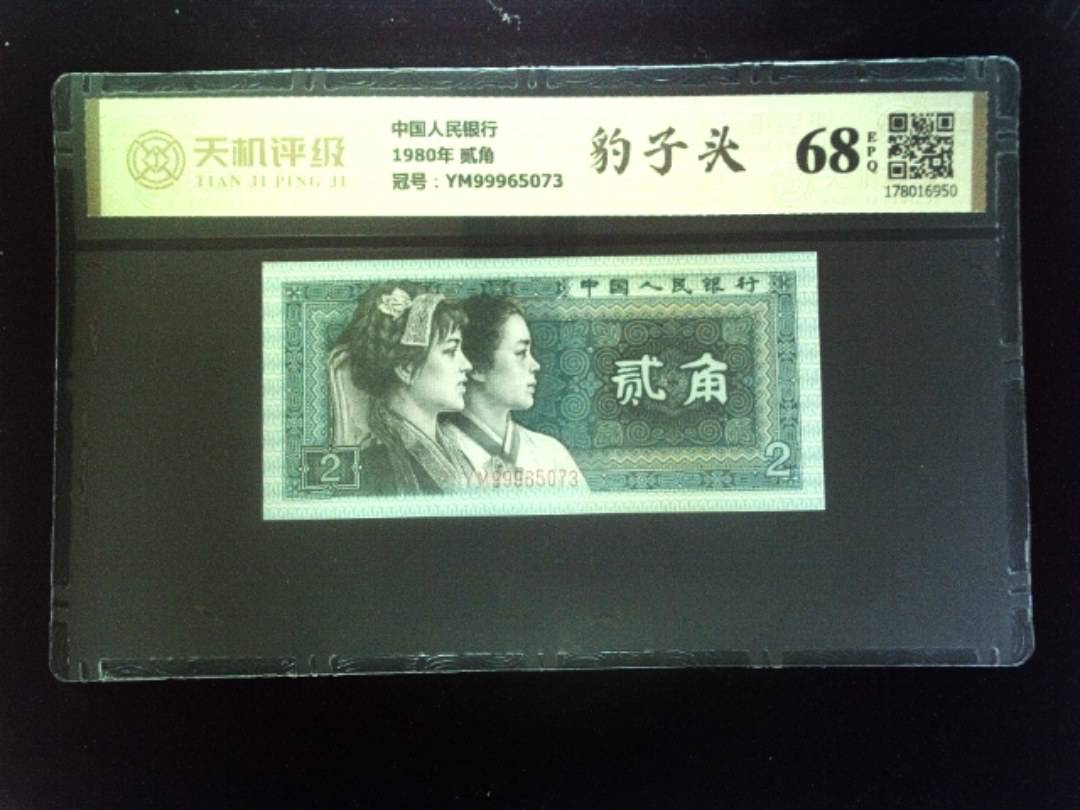 天机评级
TIAN JI PING JI
中国人民银行
1980年 贰角
冠号：YM99965073
豹子头
68
EPQ
178016950
中国人民银行
贰角
2
2
YM99965073